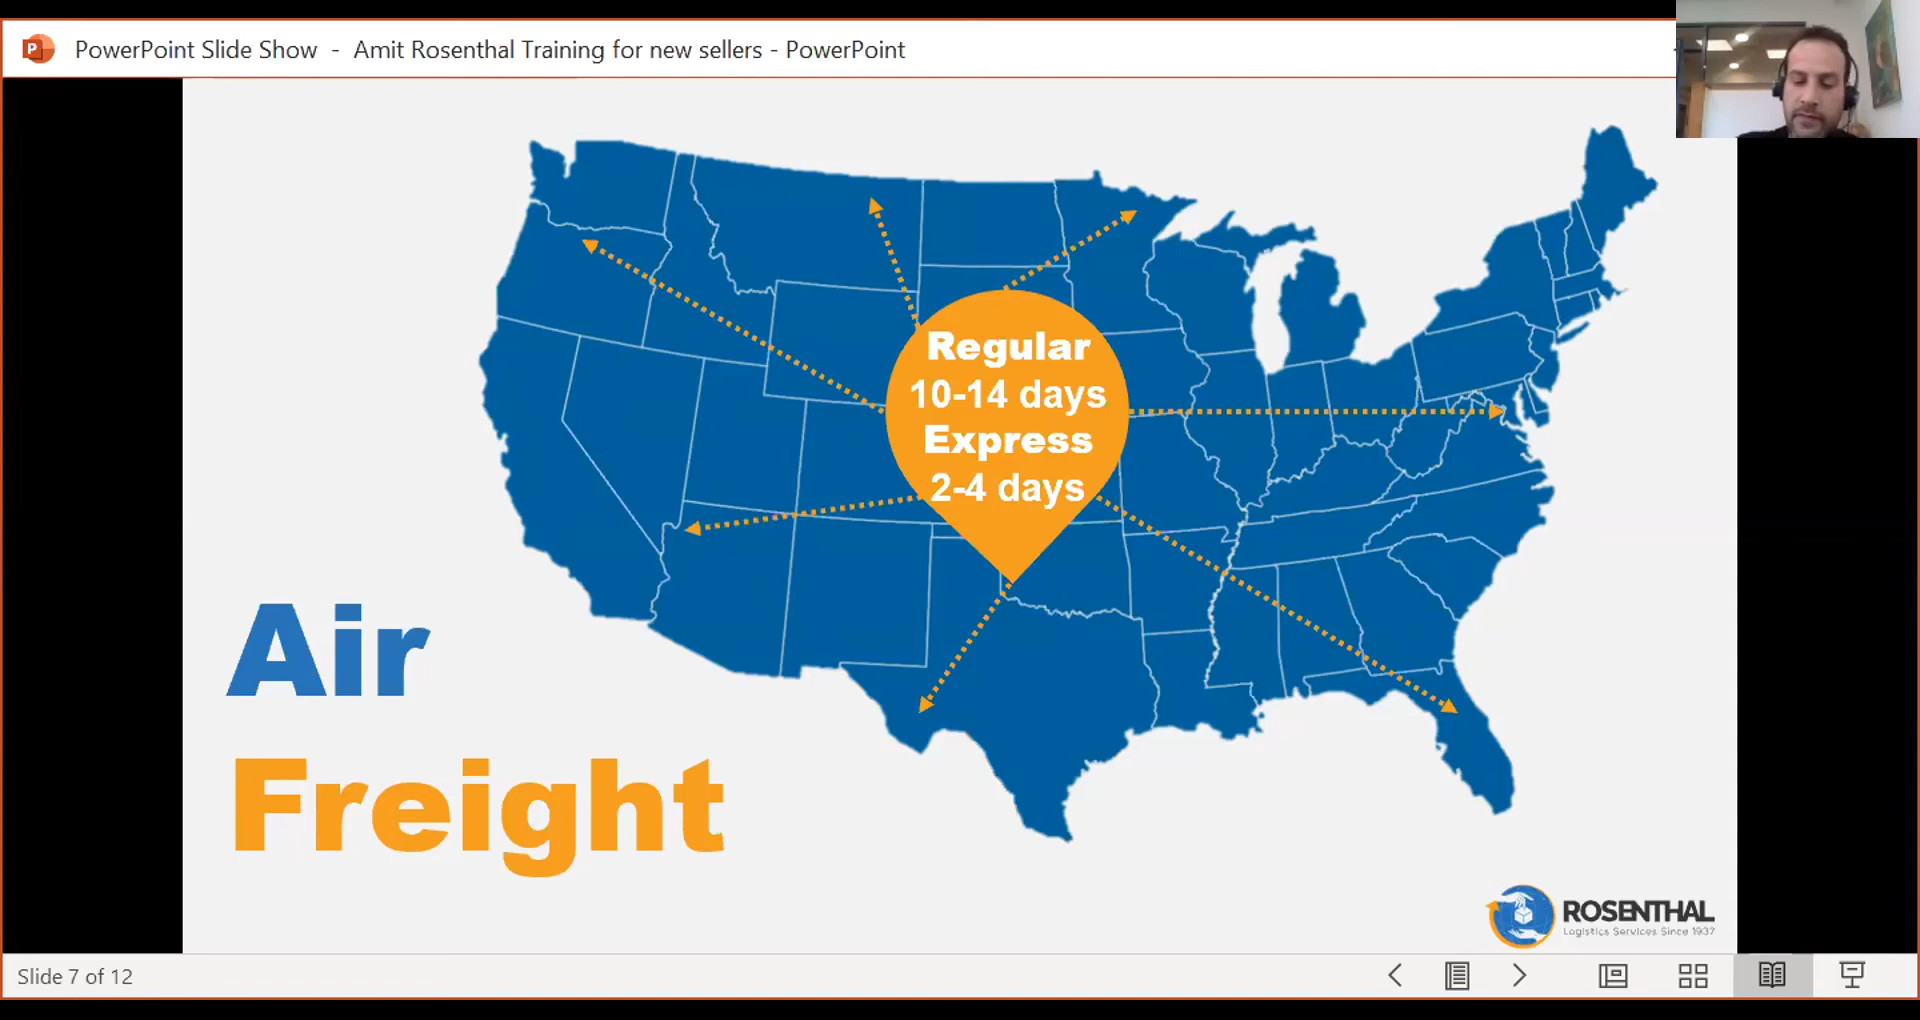 PowerPoint Slide Show - Amit Rosenthal Training for new sellers - PowerPoint
Regular
10-14 days
Express
2-4 days
Air
Freight
ROSENTHAL
Logistics Services Since 1937
Slide 7 of 12